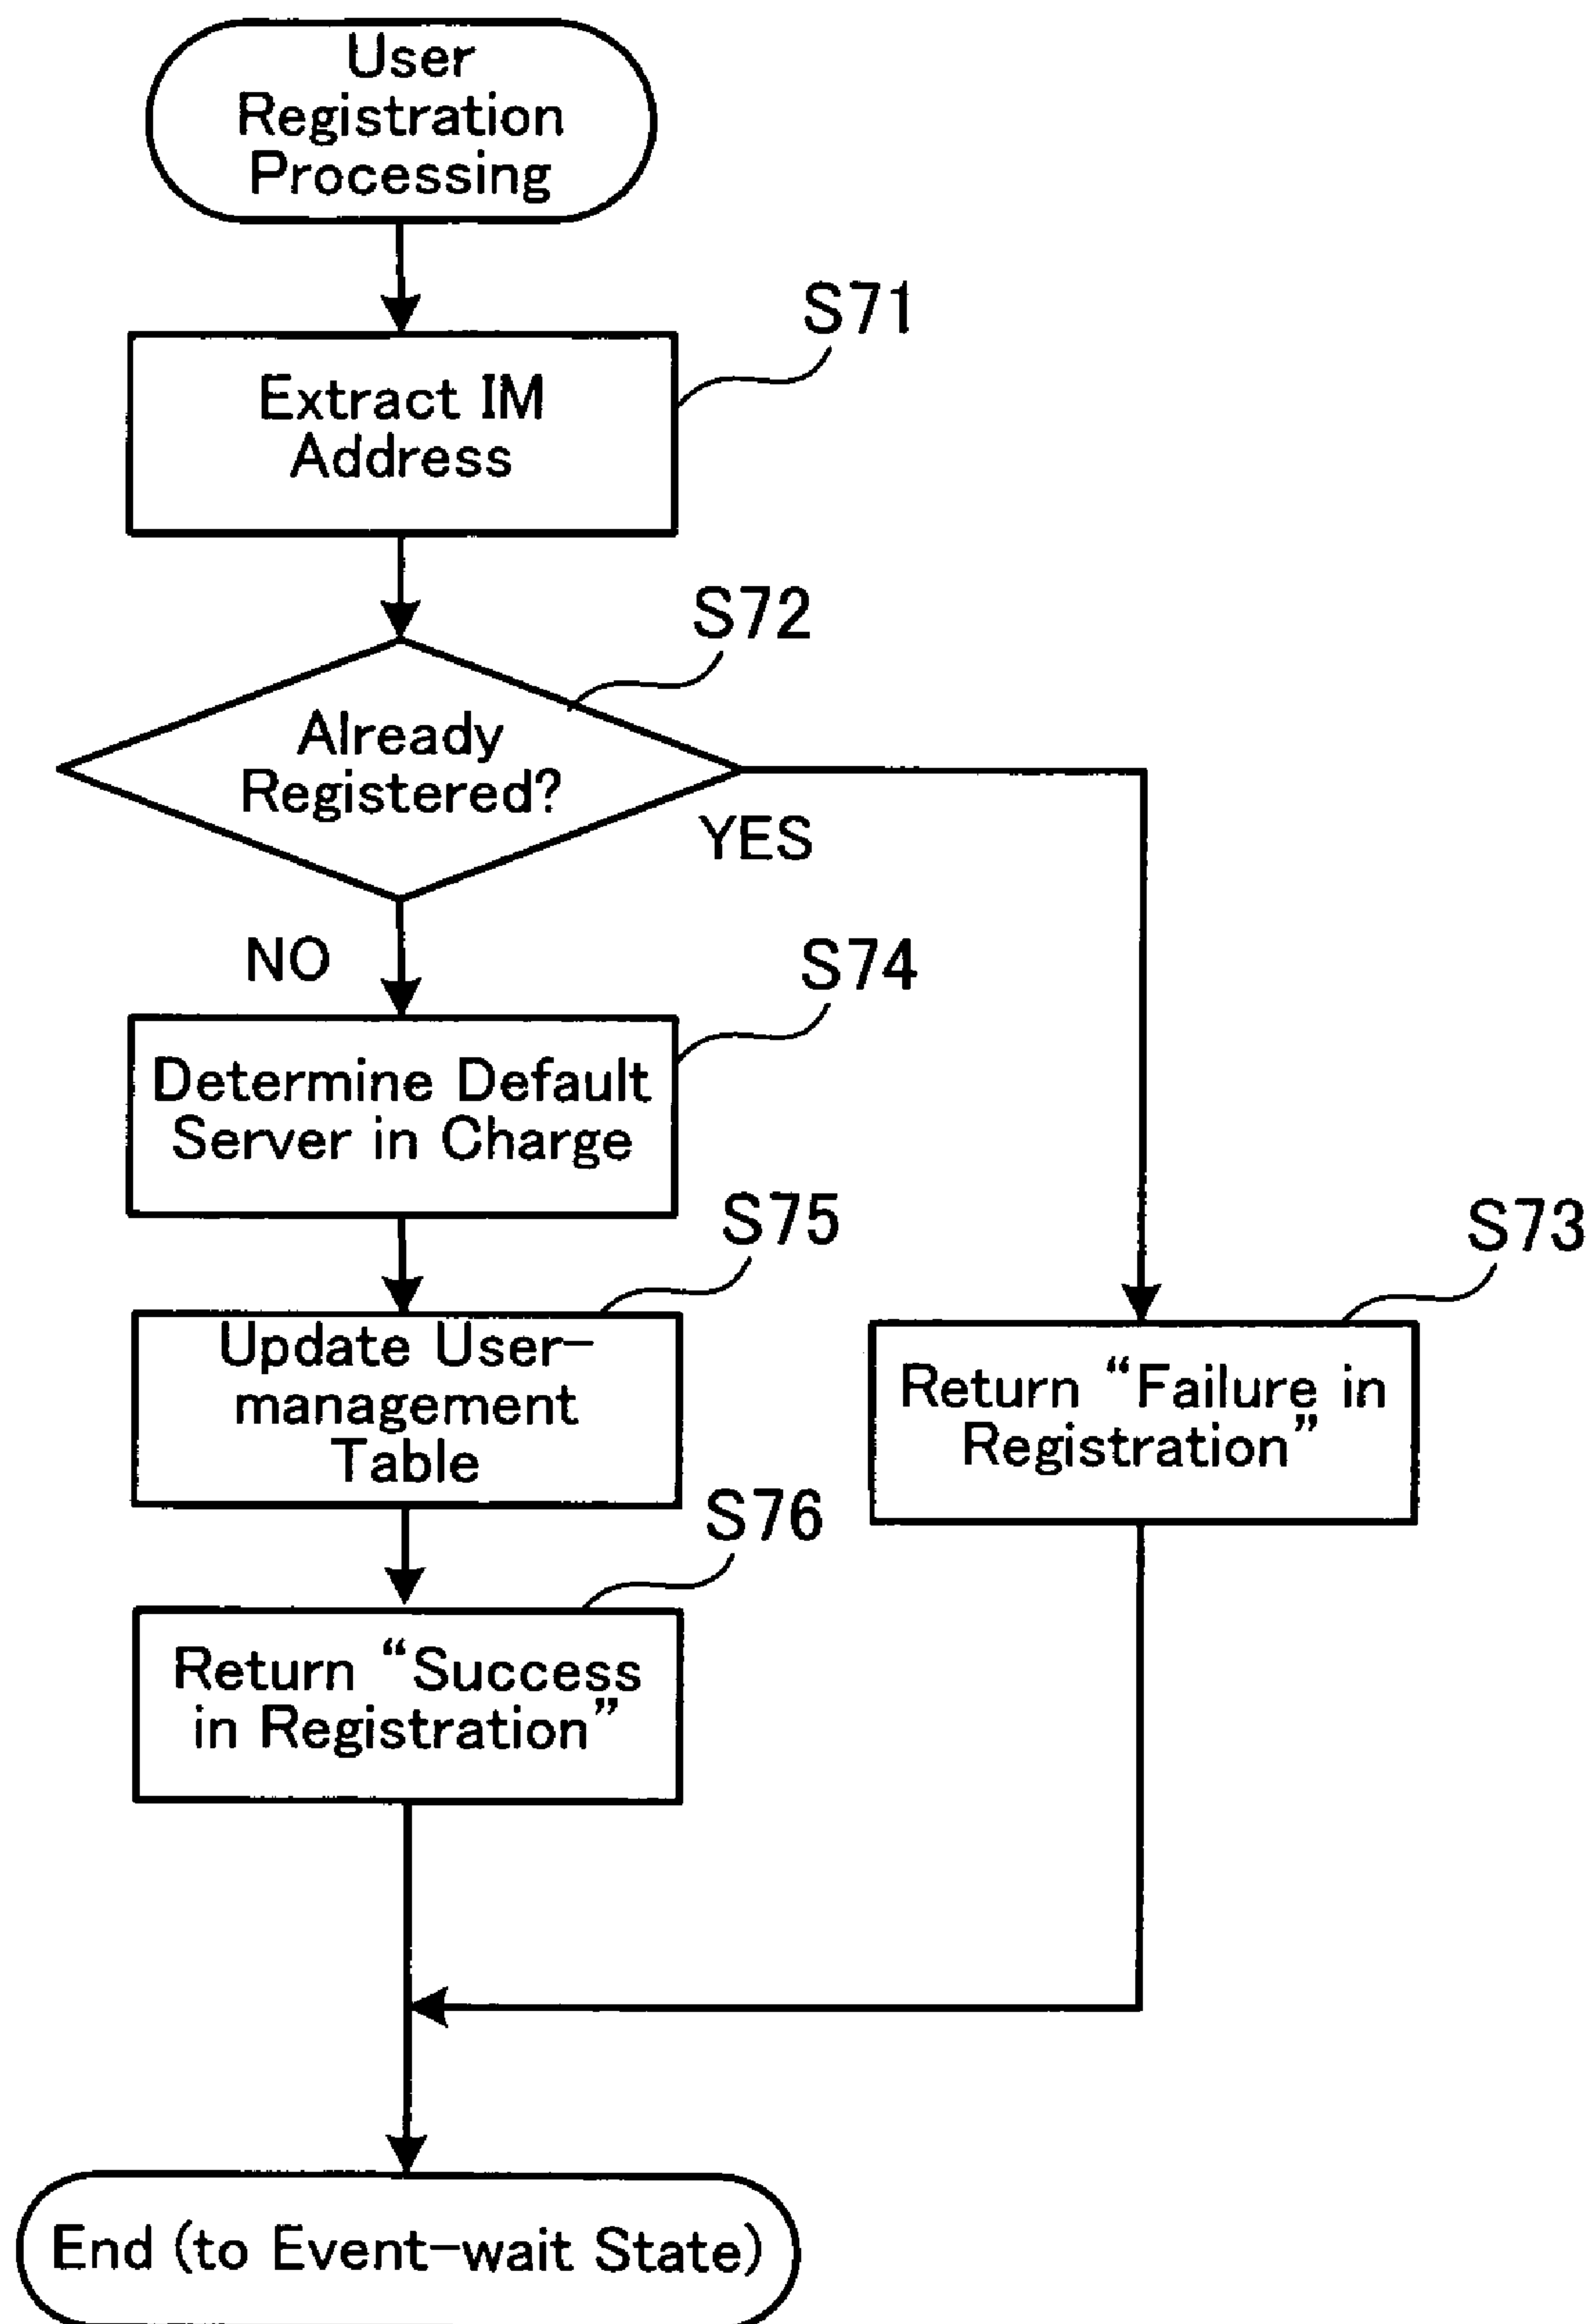 User
Registration
Processing
S71
Extract IM
Address
S72
Already
Registered?
YES
NO
S74
Determine Default
Server in Charge
S75
Update User-
management
Table
S73
Return “Failure in
Registration”
S76
Return “Success
in Registration”
End (to Event-wait State)